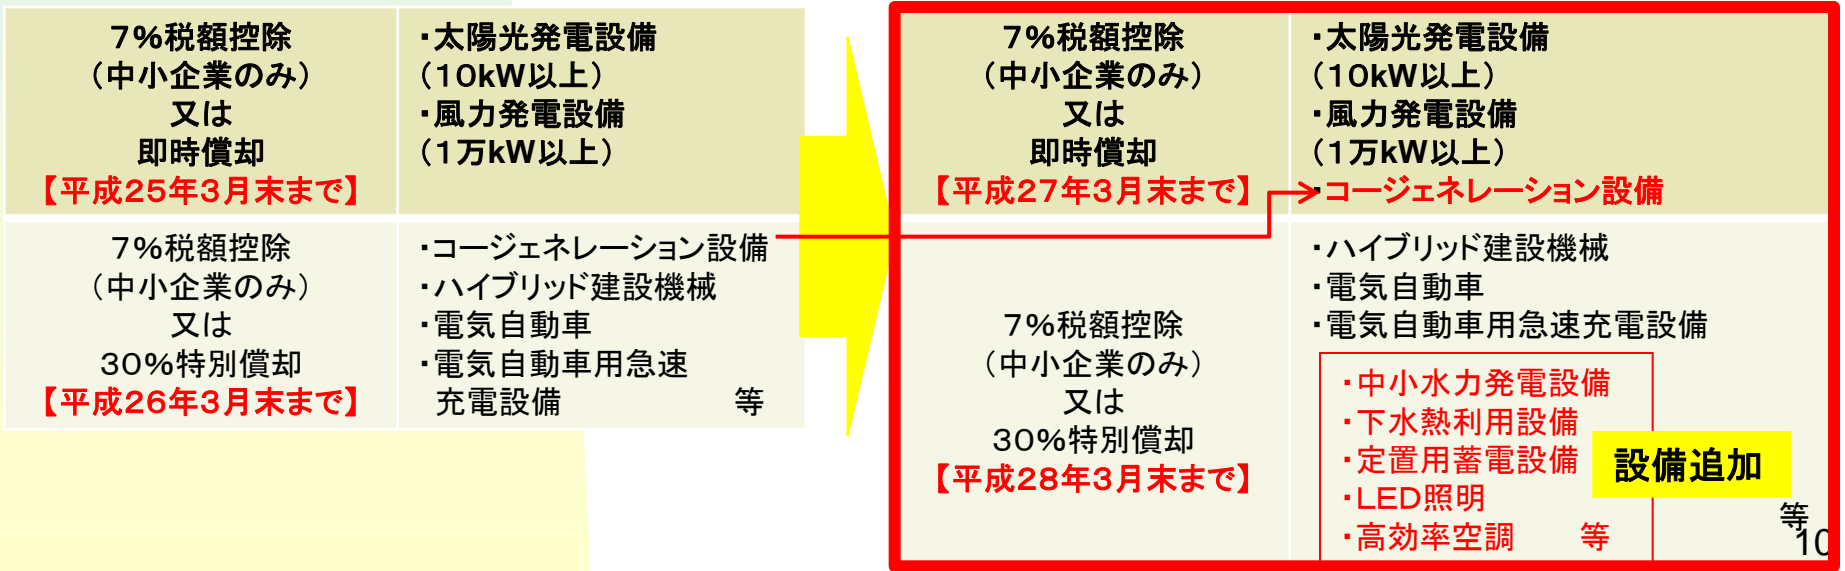 7%税額控除
(中小企業のみ)
又は
即時償却
【平成25年3月末まで】
・太陽光発電設備
(10kW以上)
・風力発電設備
(1万kW以上)
7%税額控除
(中小企業のみ)
又は
30%特別償却
【平成26年3月末まで】
・コージェネレーション設備
・ハイブリッド建設機械
・電気自動車
・電気自動車用急速
充電設備 等
7%税額控除
(中小企業のみ)
又は
即時償却
【平成27年3月末まで】
・太陽光発電設備
(10kW以上)
・風力発電設備
(1万kW以上)
・コージェネレーション設備
7%税額控除
(中小企業のみ)
又は
30%特別償却
【平成28年3月末まで】
・ハイブリッド建設機械
・電気自動車
・電気自動車用急速充電設備
・中小水力発電設備
・下水熱利用設備
・定置用蓄電設備
・LED照明
・高効率空調 等
設備追加
等
10